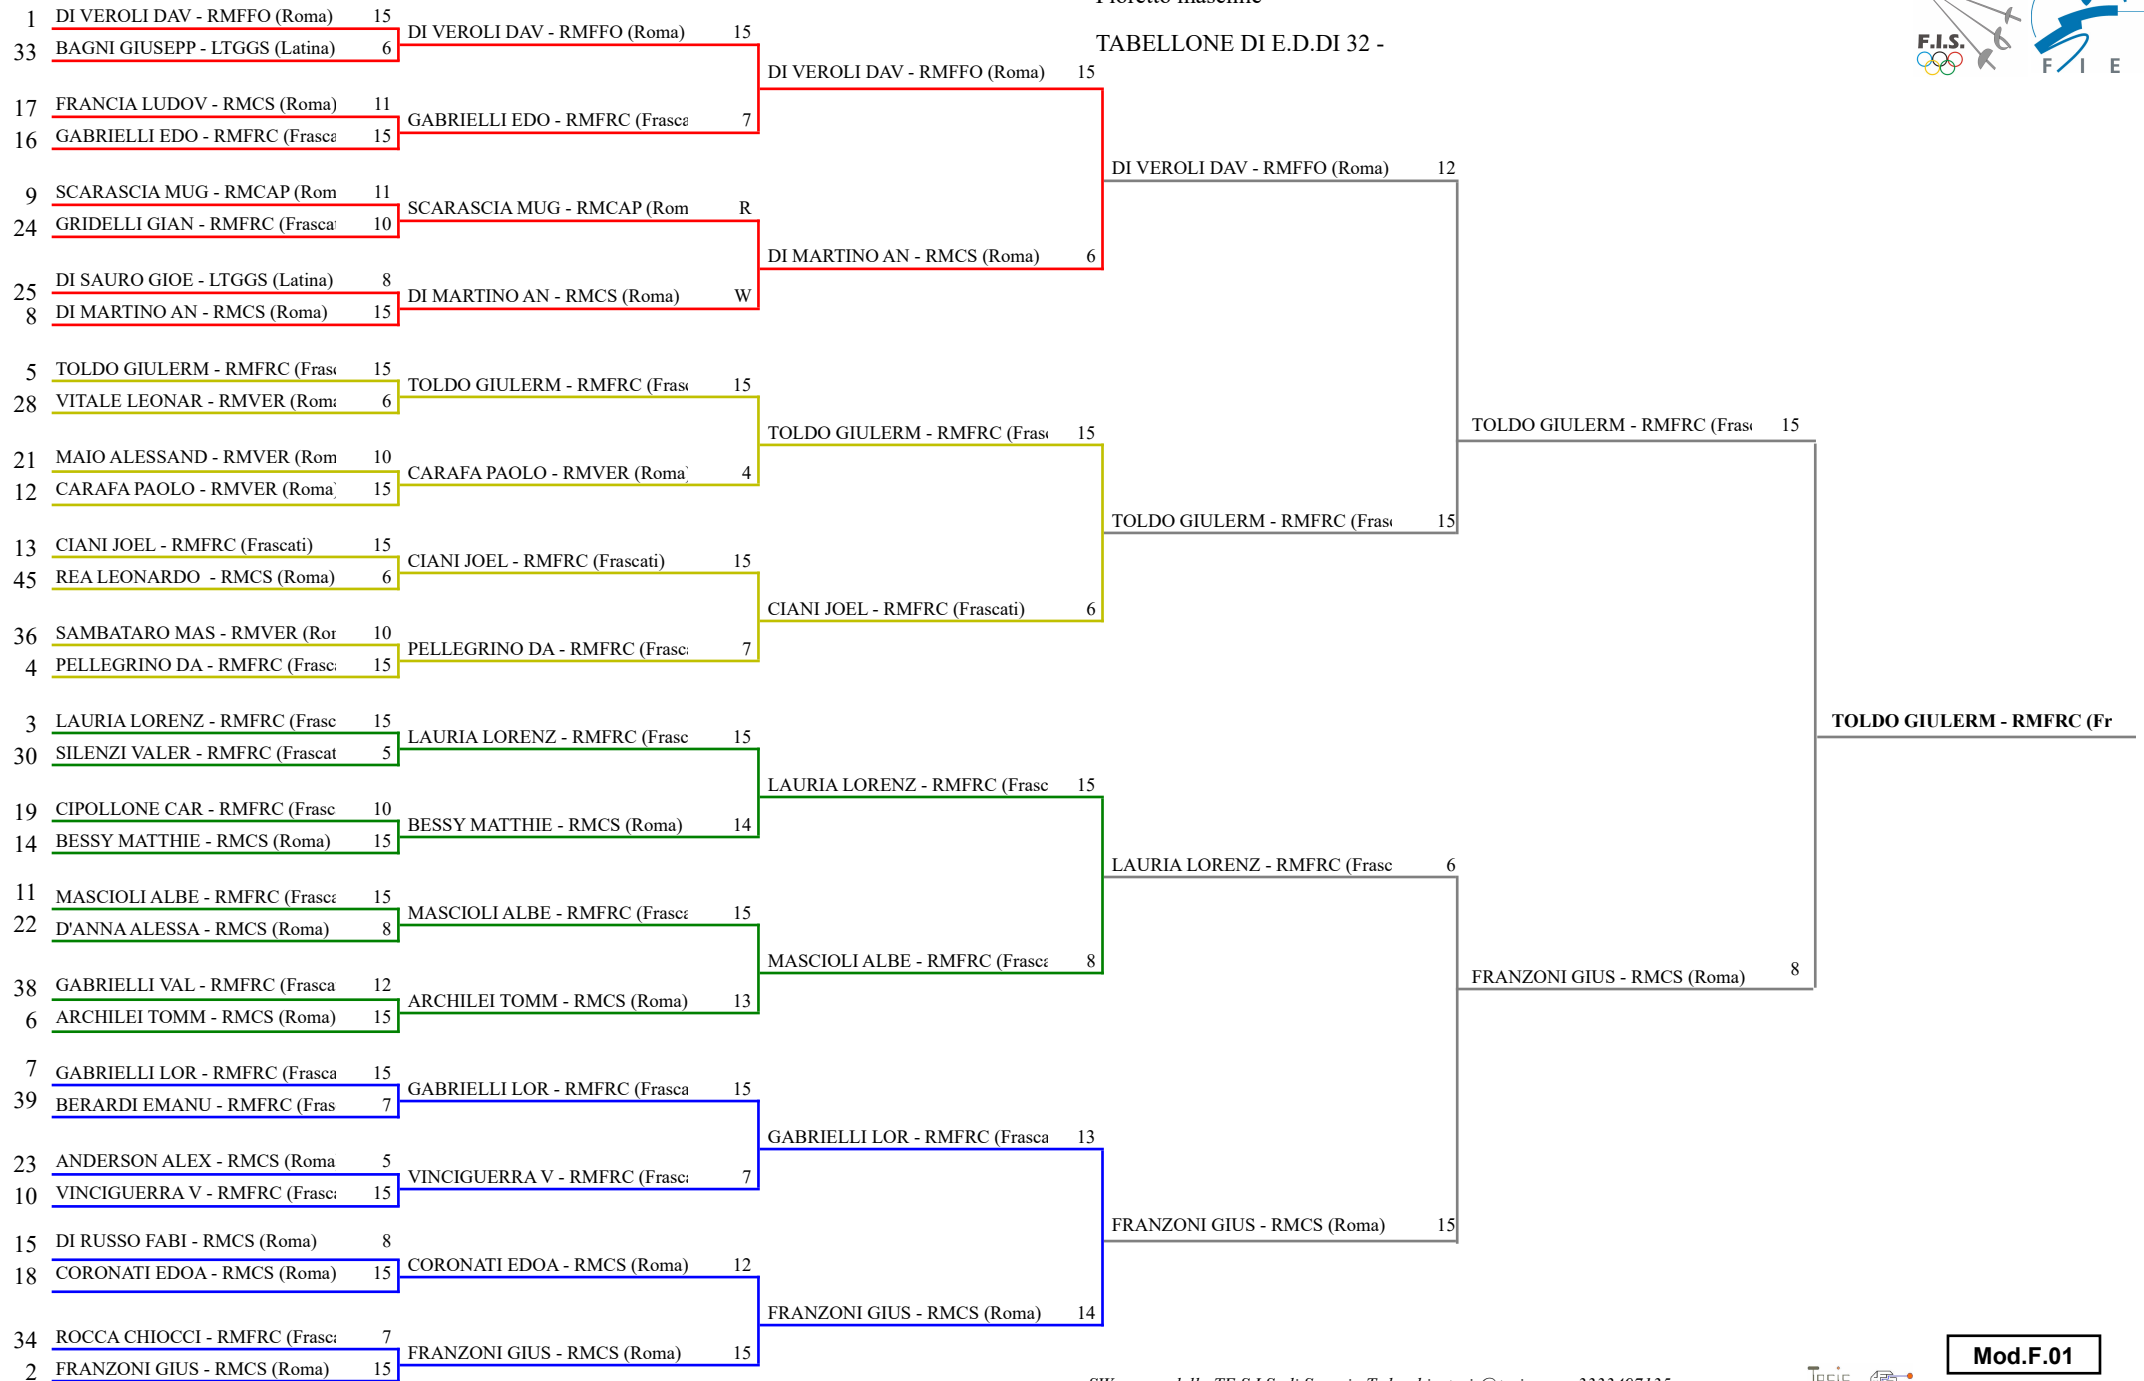 TABELLONE DI E.D.DI 32 -
F.I.S.
F I E
1 DI VEROLI DAV - RMFFO (Roma) 15
33 BAGNI GIUSEPP - LTGGS (Latina) 6
17 FRANCIA LUDOV - RMCS (Roma) 11
16 GABRIELLI EDO - RMFRC (Frasca 15
9 SCARASCIA MUG - RMCAP (Rom 11
24 GRIDELLI GIAN - RMFRC (Frascat 10
25 DI SAURO GIOE - LTGGS (Latina) 8
8 DI MARTINO AN - RMCS (Roma) 15
5 TOLDO GIULERM - RMFRC (Frasc 15
28 VITALE LEONAR - RMVER (Roma 6
21 MAIO ALESSAND - RMVER (Rom 10
12 CARAFA PAOLO - RMVER (Roma) 15
13 CIANI JOEL - RMFRC (Frascati) 15
45 REA LEONARDO - RMCS (Roma) 6
36 SAMBATARO MAS - RMVER (Ror 10
4 PELLEGRINO DA - RMFRC (Frasca 15
3 LAURIA LORENZ - RMFRC (Frasc 15
30 SILENZI VALER - RMFRC (Frascat 5
19 CIPOLLONE CAR - RMFRC (Frasc 10
14 BESSY MATTHIE - RMCS (Roma) 15
11 MASCIOLI ALBE - RMFRC (Frasca 15
22 D'ANNA ALESSA - RMCS (Roma) 8
38 GABRIELLI VAL - RMFRC (Frasca 12
6 ARCHILEI TOMM - RMCS (Roma) 15
7 GABRIELLI LOR - RMFRC (Frasca 15
39 BERARDI EMANU - RMFRC (Fras 7
23 ANDERSON ALEX - RMCS (Roma 5
10 VINCIGUERRA V - RMFRC (Frasca 15
15 DI RUSSO FABI - RMCS (Roma) 8
18 CORONATI EDOA - RMCS (Roma) 15
34 ROCCA CHIOCCI - RMFRC (Frasca 7
2 FRANZONI GIUS - RMCS (Roma) 15
DI VEROLI DAV - RMFFO (Roma) 15
GABRIELLI EDO - RMFRC (Frasca 7
SCARASCIA MUG - RMCAP (Rom R
DI MARTINO AN - RMCS (Roma) W
TOLDO GIULERM - RMFRC (Frasc 15
CARAFA PAOLO - RMVER (Roma) 4
CIANI JOEL - RMFRC (Frascati) 15
PELLEGRINO DA - RMFRC (Frasca 7
LAURIA LORENZ - RMFRC (Frasc 15
BESSY MATTHIE - RMCS (Roma) 14
MASCIOLI ALBE - RMFRC (Frasca 15
ARCHILEI TOMM - RMCS (Roma) 13
GABRIELLI LOR - RMFRC (Frasca 15
VINCIGUERRA V - RMFRC (Frasca 7
CORONATI EDOA - RMCS (Roma) 12
FRANZONI GIUS - RMCS (Roma) 15
DI VEROLI DAV - RMFFO (Roma) 15
DI MARTINO AN - RMCS (Roma) 6
TOLDO GIULERM - RMFRC (Frasc 15
CIANI JOEL - RMFRC (Frascati) 6
LAURIA LORENZ - RMFRC (Frasc 15
MASCIOLI ALBE - RMFRC (Frasca 8
GABRIELLI LOR - RMFRC (Frasca 13
FRANZONI GIUS - RMCS (Roma) 14
DI VEROLI DAV - RMFFO (Roma) 12
TOLDO GIULERM - RMFRC (Frasc 15
LAURIA LORENZ - RMFRC (Frasc 6
FRANZONI GIUS - RMCS (Roma) 15
TOLDO GIULERM - RMFRC (Frasc 15
FRANZONI GIUS - RMCS (Roma) 8
TOLDO GIULERM - RMFRC (Fr
Mod.F.01